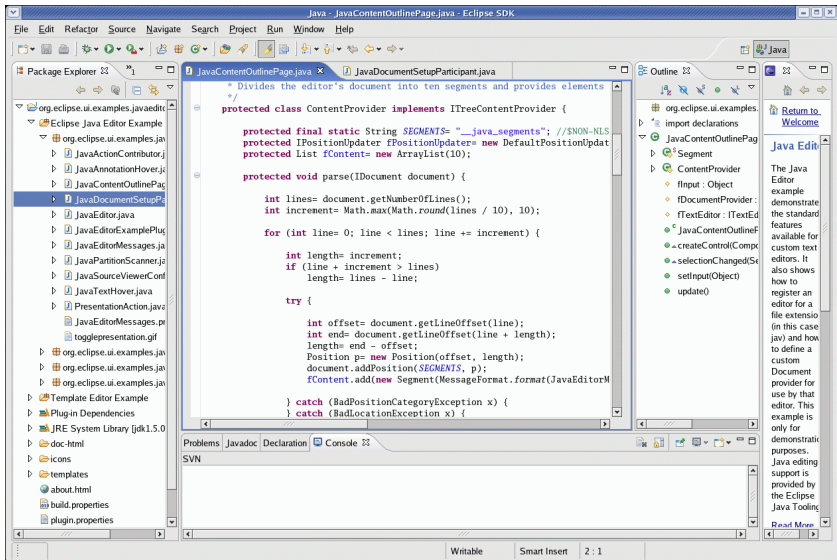 Java - JavaContentOutlinePage.java - Eclipse SDK
File Edit Refactor Source Navigate Search Project Run Window Help
Java
Package Explorer
»1
org.eclipse.ui.examples.javaedito
Eclipse Java Editor Example
org.eclipse.ui.examples.jav
JavaActionContributor.j
JavaAnnotationHover.ja
JavaContentOutlinePag
JavaDocumentSetupPa
JavaEditor.java
JavaEditorExamplePlug
JavaEditorMessages.ja
JavaPartitionScanner.ja
JavaSourceViewerConf
JavaTextHover.java
PresentationAction.java
JavaEditorMessages.pr
togglepresentation.gif
org.eclipse.ui.examples.jav
org.eclipse.ui.examples.jav
org.eclipse.ui.examples.jav
Template Editor Example
Plug-in Dependencies
JRE System Library [jdk1.5.0
doc-html
icons
templates
about.html
build.properties
plugin.properties
JavaContentOutlinePage.java
JavaDocumentSetupParticipant.java
* Divides the editor's document into ten segments and provides elements
*/
protected class ContentProvider implements ITreeContentProvider {
protected final static String SEGMENTS= "__java_segments"; //$NON-NLS
protected IPositionUpdater fPositionUpdater= new DefaultPositionUpdat
protected List fContent= new ArrayList(10);
protected void parse(IDocument document) {
int lines= document.getNumberOfLines();
int increment= Math.max(Math.round(lines / 10), 10);
for (int line= 0; line < lines; line += increment) {
int length= increment;
if (line + increment > lines)
length= lines - line;
try {
int offset= document.getLineOffset(line);
int end= document.getLineOffset(line + length);
length= end - offset;
Position p= new Position(offset, length);
document.addPosition(SEGMENTS, p);
fContent.add(new Segment(MessageFormat.format(JavaEditorM
} catch (BadPositionCategoryException x) {
} catch (BadLocationException x) {
Problems Javadoc Declaration Console
SVN
Outline
org.eclipse.ui.examples.
import declarations
JavaContentOutlinePag
Segment
ContentProvider
fInput : Object
fDocumentProvider :
fTextEditor : ITextEd
JavaContentOutlineP
createControl(Compo
selectionChanged(Se
setInput(Object)
update()
Return to
Welcome
Java Edito
The Java
Editor
example
demonstrate
the standard
features
available for
custom text
editors. It
also shows
how to
register an
editor for a
file extensio
(in this case
jav) and how
to define a
custom
Document
provider for
use by that
editor. This
example is
only for
demonstratio
purposes.
Java editing
support is
provided by
the Eclipse
Java Tooling
Read More
Writable
Smart Insert
2 : 1